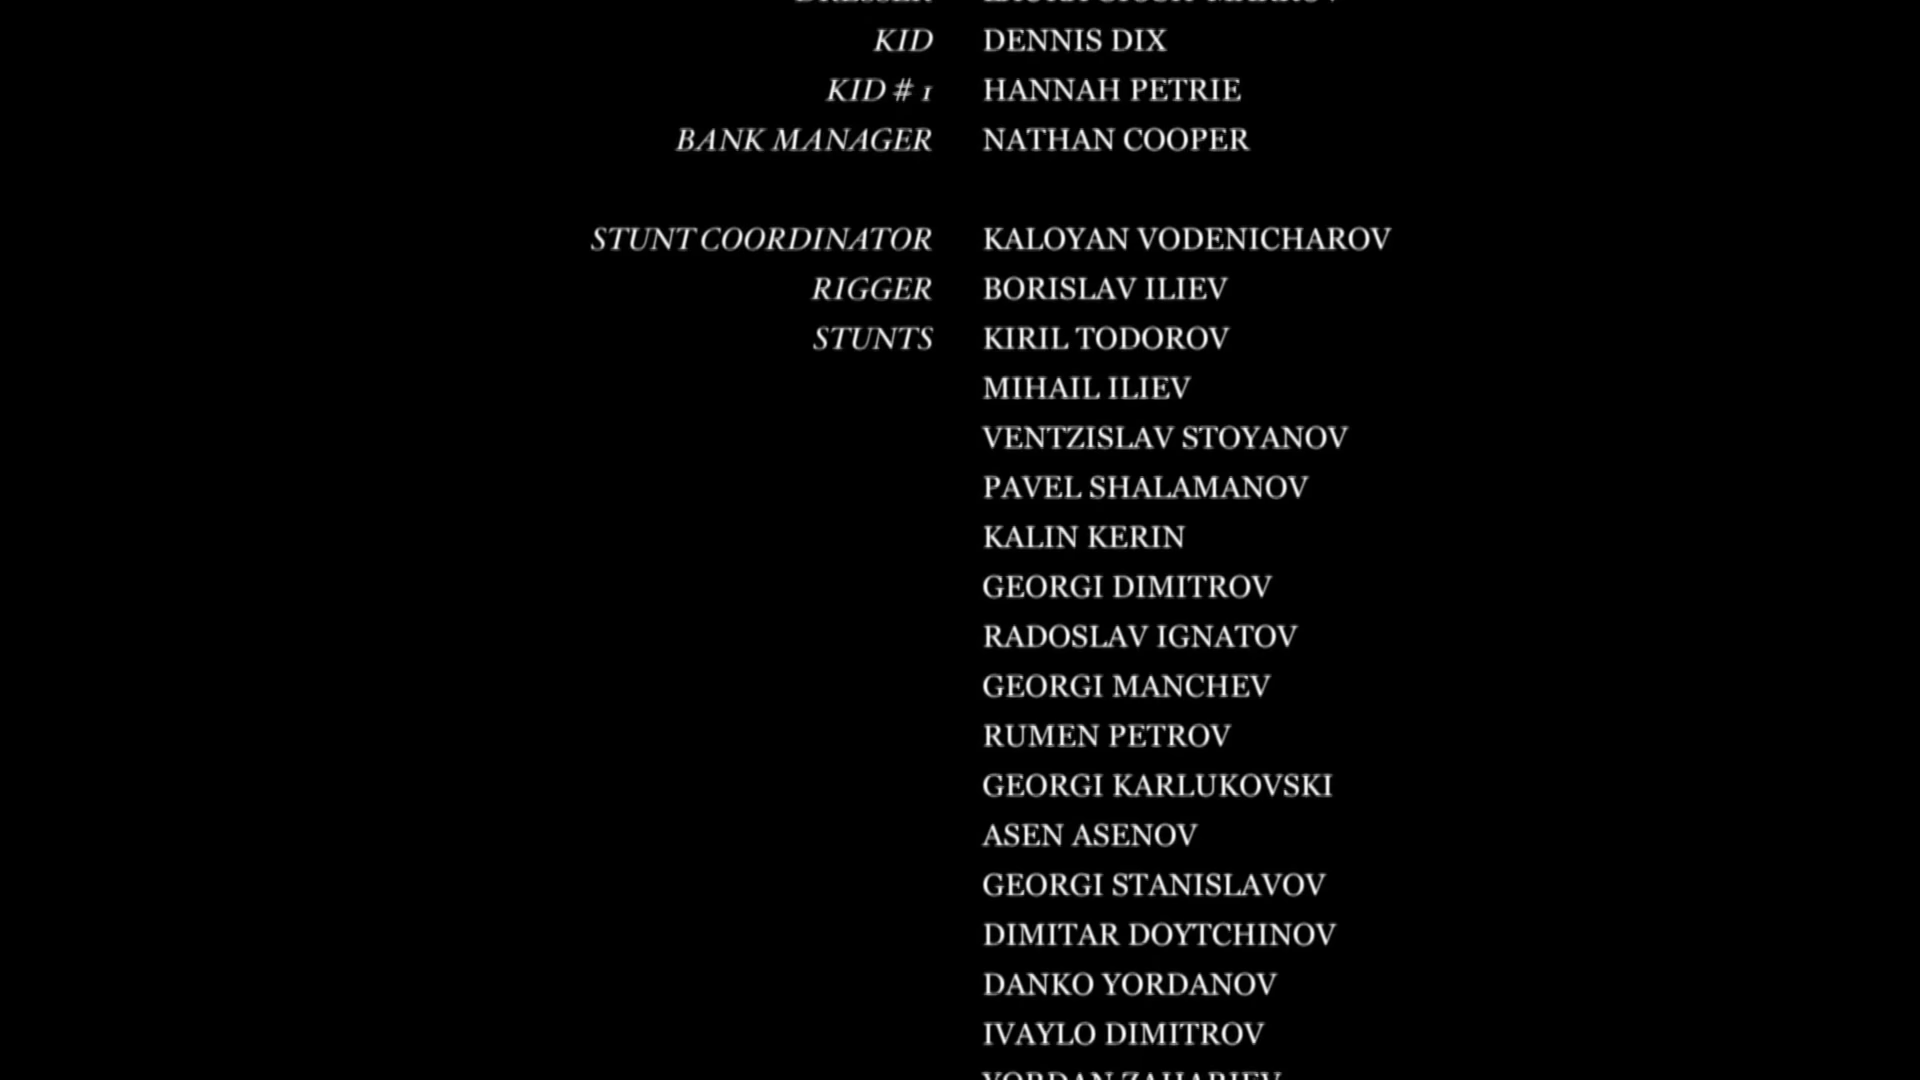 KID DENNIS DIX
KID # 1 HANNAH PETRIE
BANK MANAGER NATHAN COOPER
STUNT COORDINATOR KALOYAN VODENICHAROV
RIGGER BORISLAV ILIEV
STUNTS KIRIL TODOROV
MIHAIL ILIEV
VENTZISLAV STOYANOV
PAVEL SHALAMANOV
KALIN KERIN
GEORGI DIMITROV
RADOSLAV IGNATOV
GEORGI MANCHEV
RUMEN PETROV
GEORGI KARLUKOVSKI
ASEN ASENOV
GEORGI STANISLAVOV
DIMITAR DOYTCHINOV
DANKO YORDANOV
IVAYLO DIMITROV
YORDAN ZAHARIEV